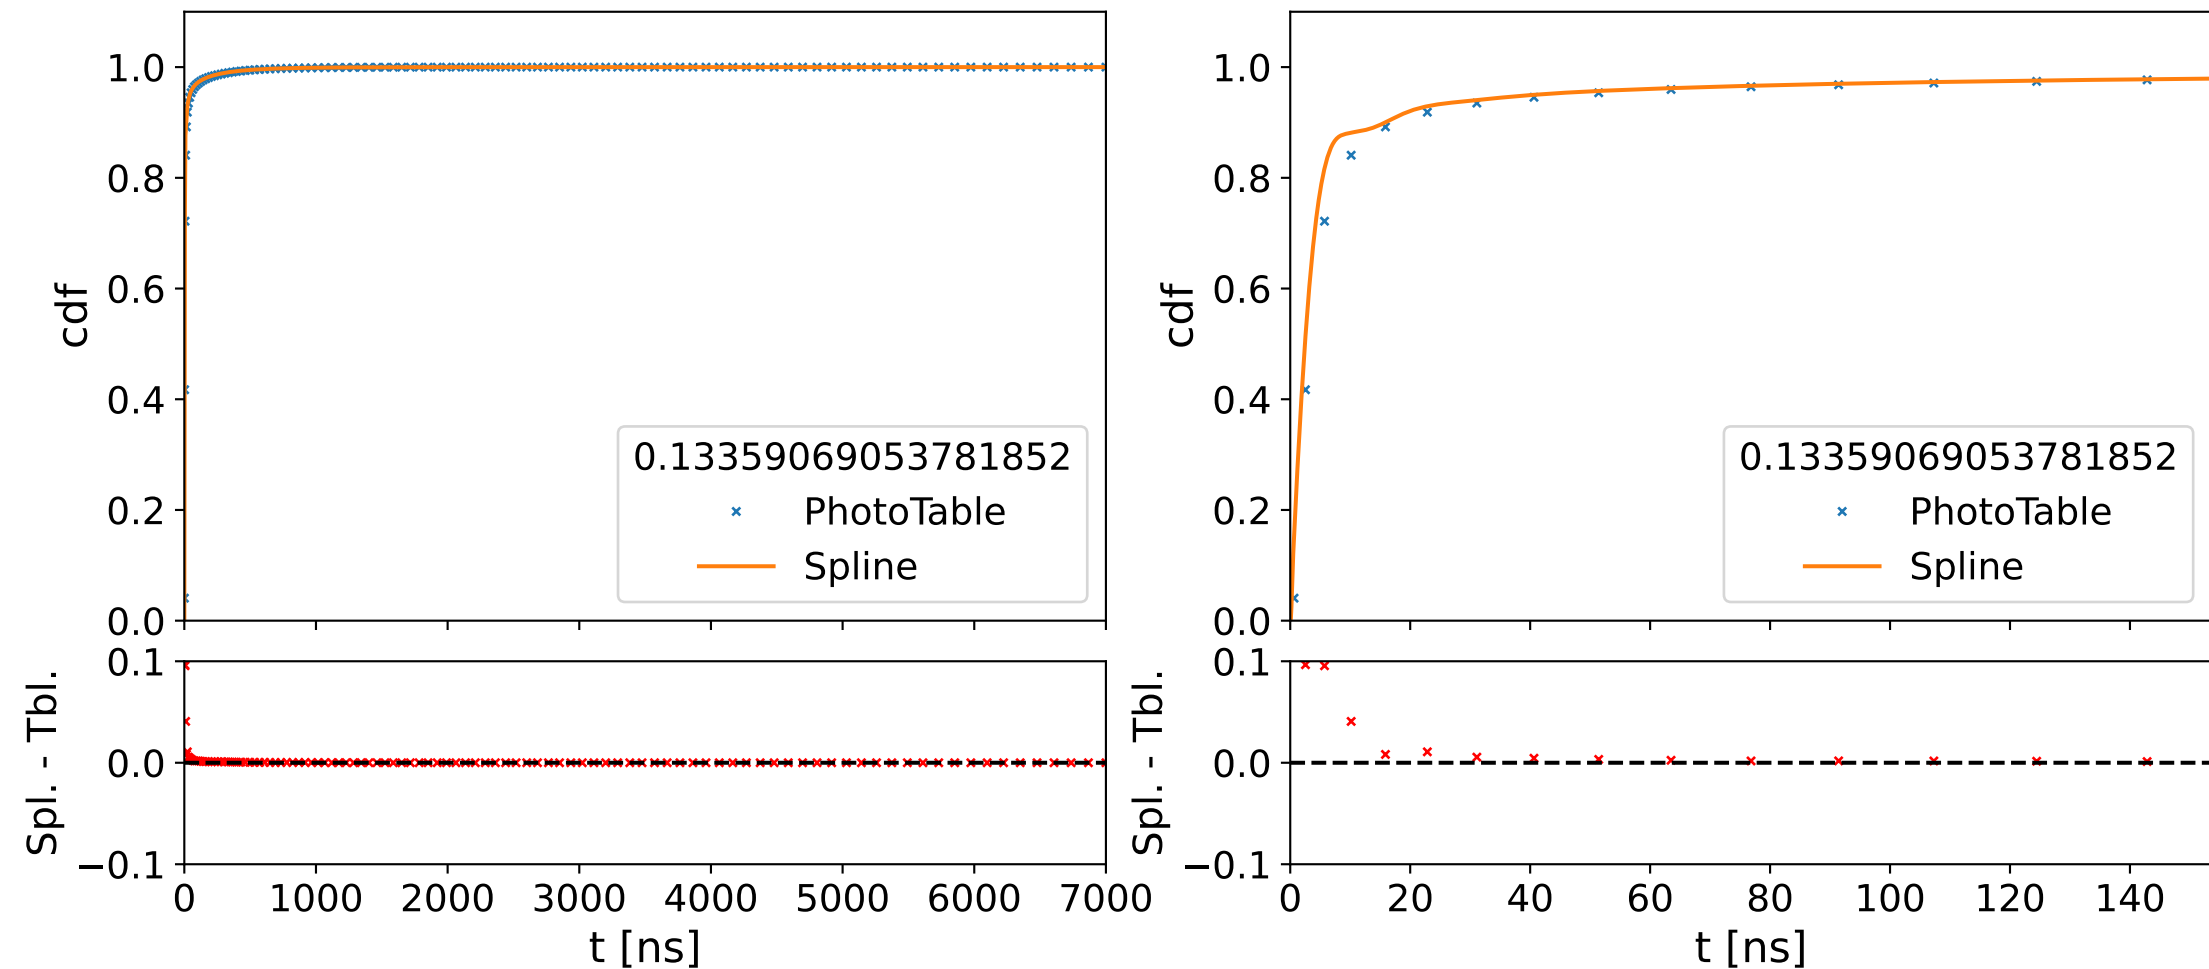 cdf
1.0
0.8
0.6
0.4
0.2
0.0
0.13359069053781852
PhotoTable
Spline
Spl. - Tbl.
0.1
0.0
−0.1
0 1000 2000 3000 4000 5000 6000 7000
t [ns]
cdf
1.0
0.8
0.6
0.4
0.2
0.0
0.13359069053781852
PhotoTable
Spline
Spl. - Tbl.
0.1
0.0
−0.1
0 20 40 60 80 100 120 140
t [ns]